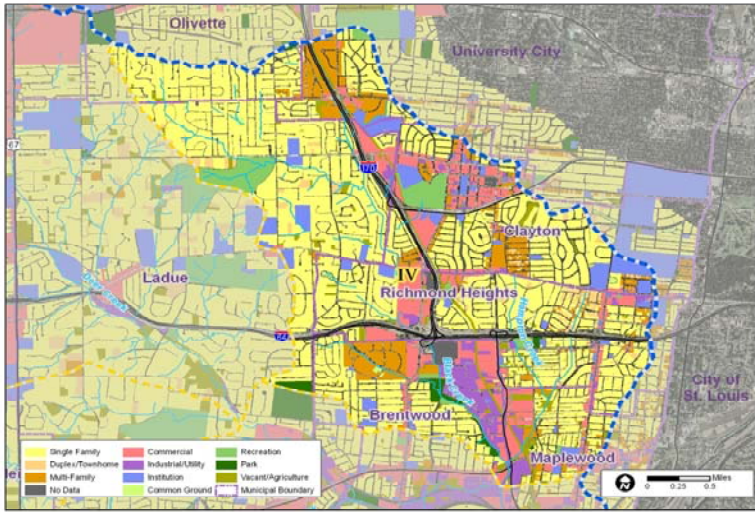 Olivette
University City
67
170
Clayton
IV
Ladue
Richmond Heights
Deer Creek
City of
St. Louis
Brentwood
Maplewood
Single Family
Commercial
Recreation
Duplex/Townhome
Industrial/Utility
Park
Multi-Family
Institution
Vacant/Agriculture
No Data
Common Ground
Municipal Boundary
Miles
0 0.25 0.5
N